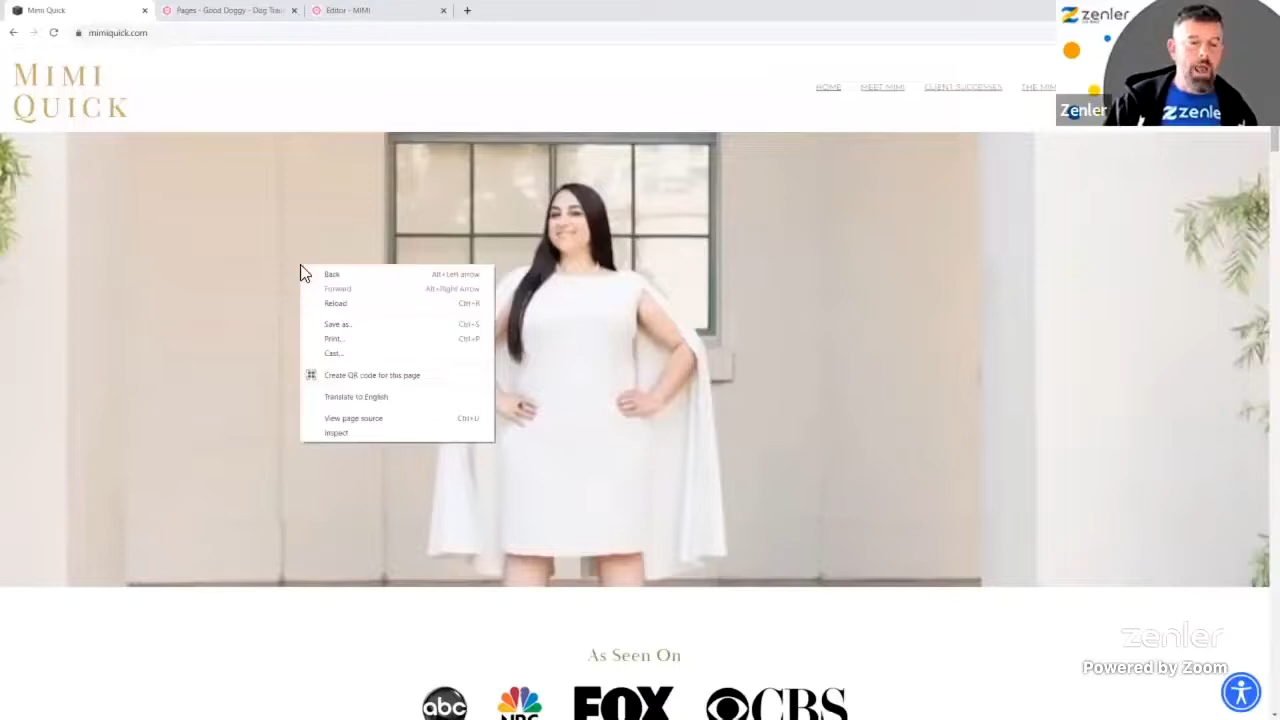 Mimi Quick
Pages - Good Doggy - Dog Trai
Editor - MIMI
mimiquick.com
MIMI
QUICK
HOME
MEET MIMI
CLIENT SUCCESSES
THE MIM
zenler
zenle
Zenler
Back Alt+Left arrow
Forward Alt+Right Arrow
Reload Ctrl+R
Save as.. Ctrl+S
Print... Ctrl+P
Cast...
Create QR code for this page
Translate to English
View page source Ctrl+U
Inspect
As Seen On
abc
NBC
FOX
CBS
zenler
Powered by Zoom